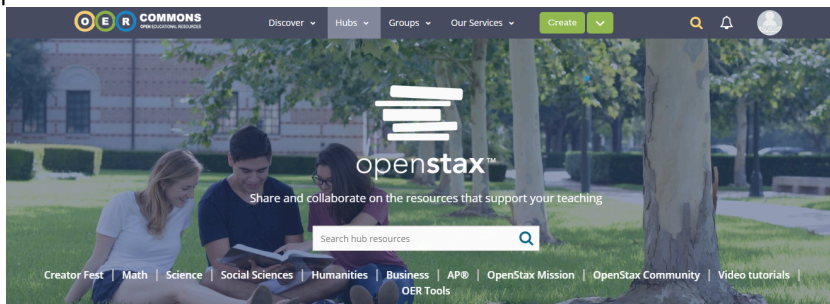 OER COMMONS
OPEN EDUCATIONAL RESOURCES
Discover Hubs Groups Our Services Create
openstax™
Share and collaborate on the resources that support your teaching
Search hub resources
Creator Fest | Math | Science | Social Sciences | Humanities | Business | AP® | OpenStax Mission | OpenStax Community | Video tutorials |
OER Tools